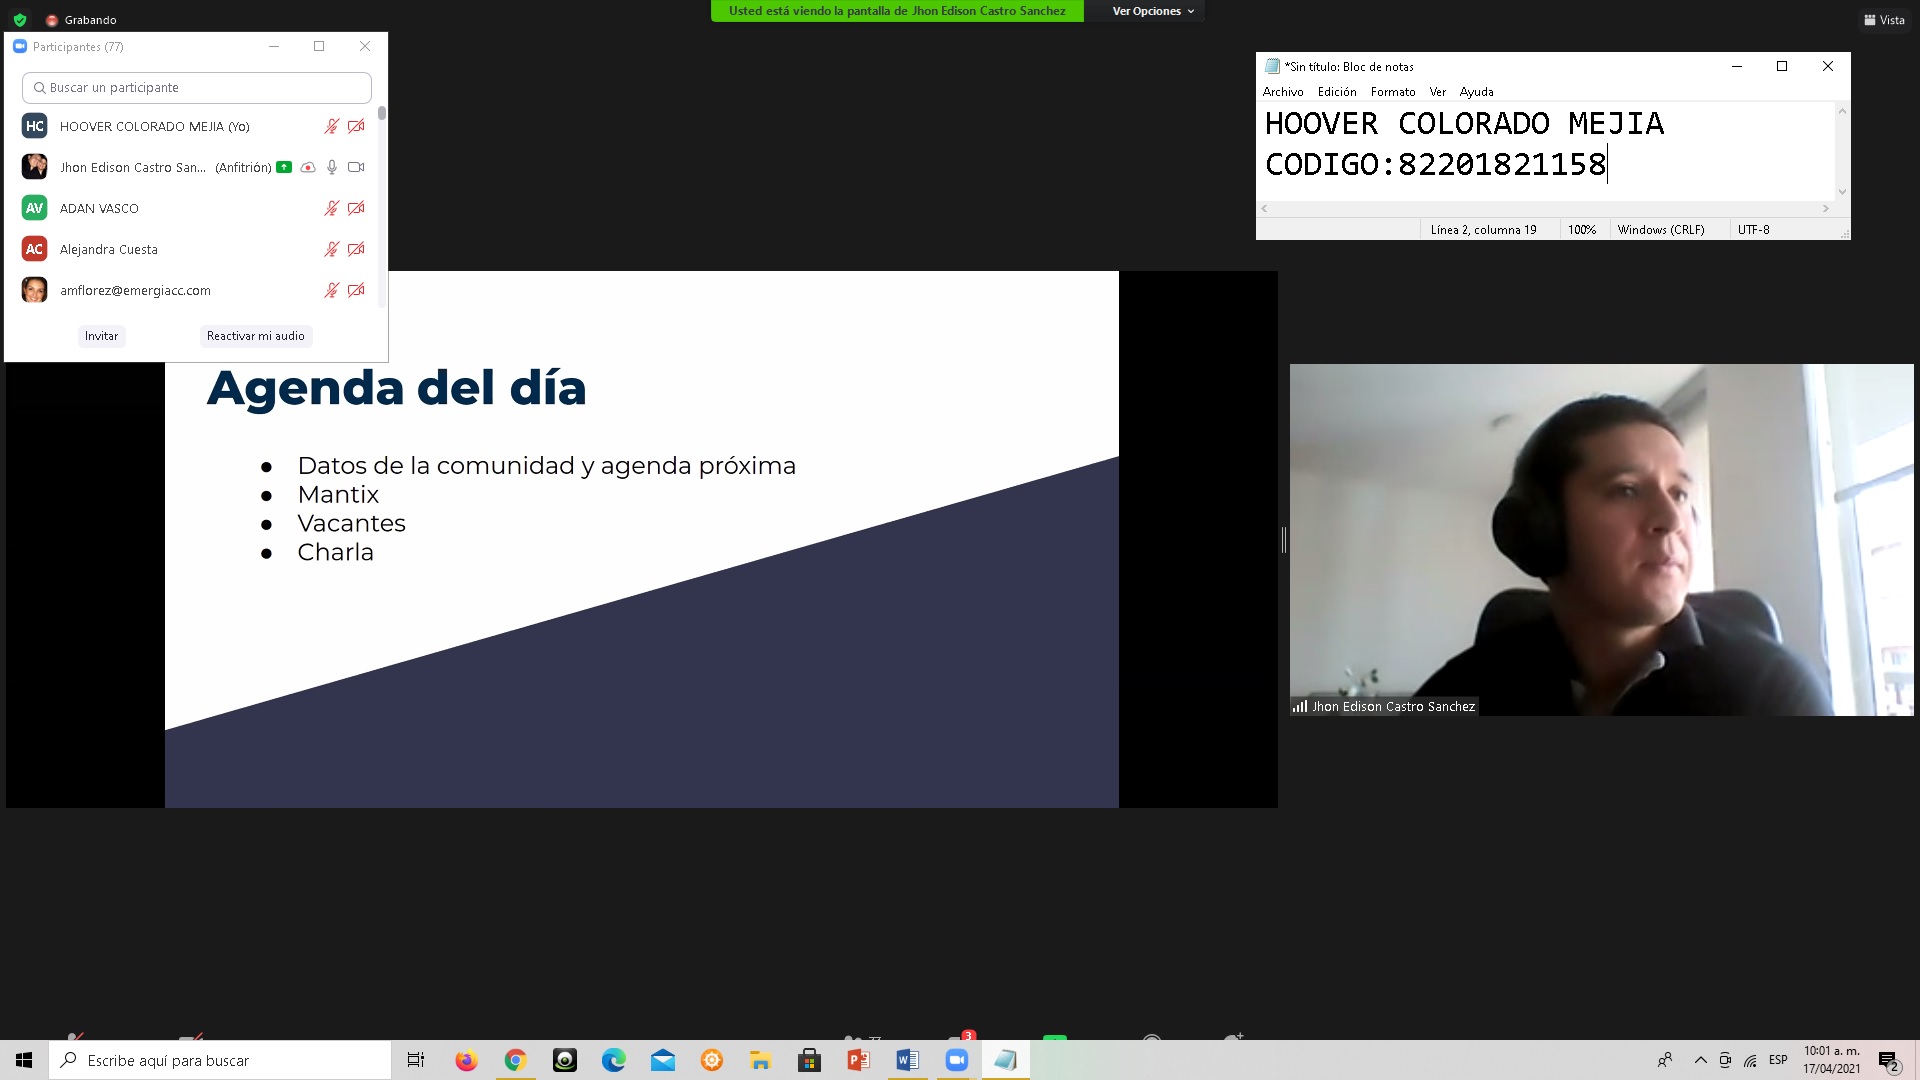 Grabando
Usted está viendo la pantalla de Jhon Edison Castro Sanchez
Ver Opciones
Vista
Participantes (77)
Buscar un participante
HC HOOVER COLORADO MEJIA (Yo)
Jhon Edison Castro San... (Anfitrión)
AV ADAN VASCO
AC Alejandra Cuesta
amflorez@emergiacc.com
Invitar
Reactivar mi audio
*Sin título: Bloc de notas
Archivo Edición Formato Ver Ayuda
HOOVER COLORADO MEJIA
CODIGO:82201821158
Línea 2, columna 19 100% Windows (CRLF) UTF-8
Agenda del día
● Datos de la comunidad y agenda próxima
● Mantix
● Vacantes
● Charla
Jhon Edison Castro Sanchez
3
Escribe aquí para buscar
ESP
10:01 a. m.
17/04/2021
2